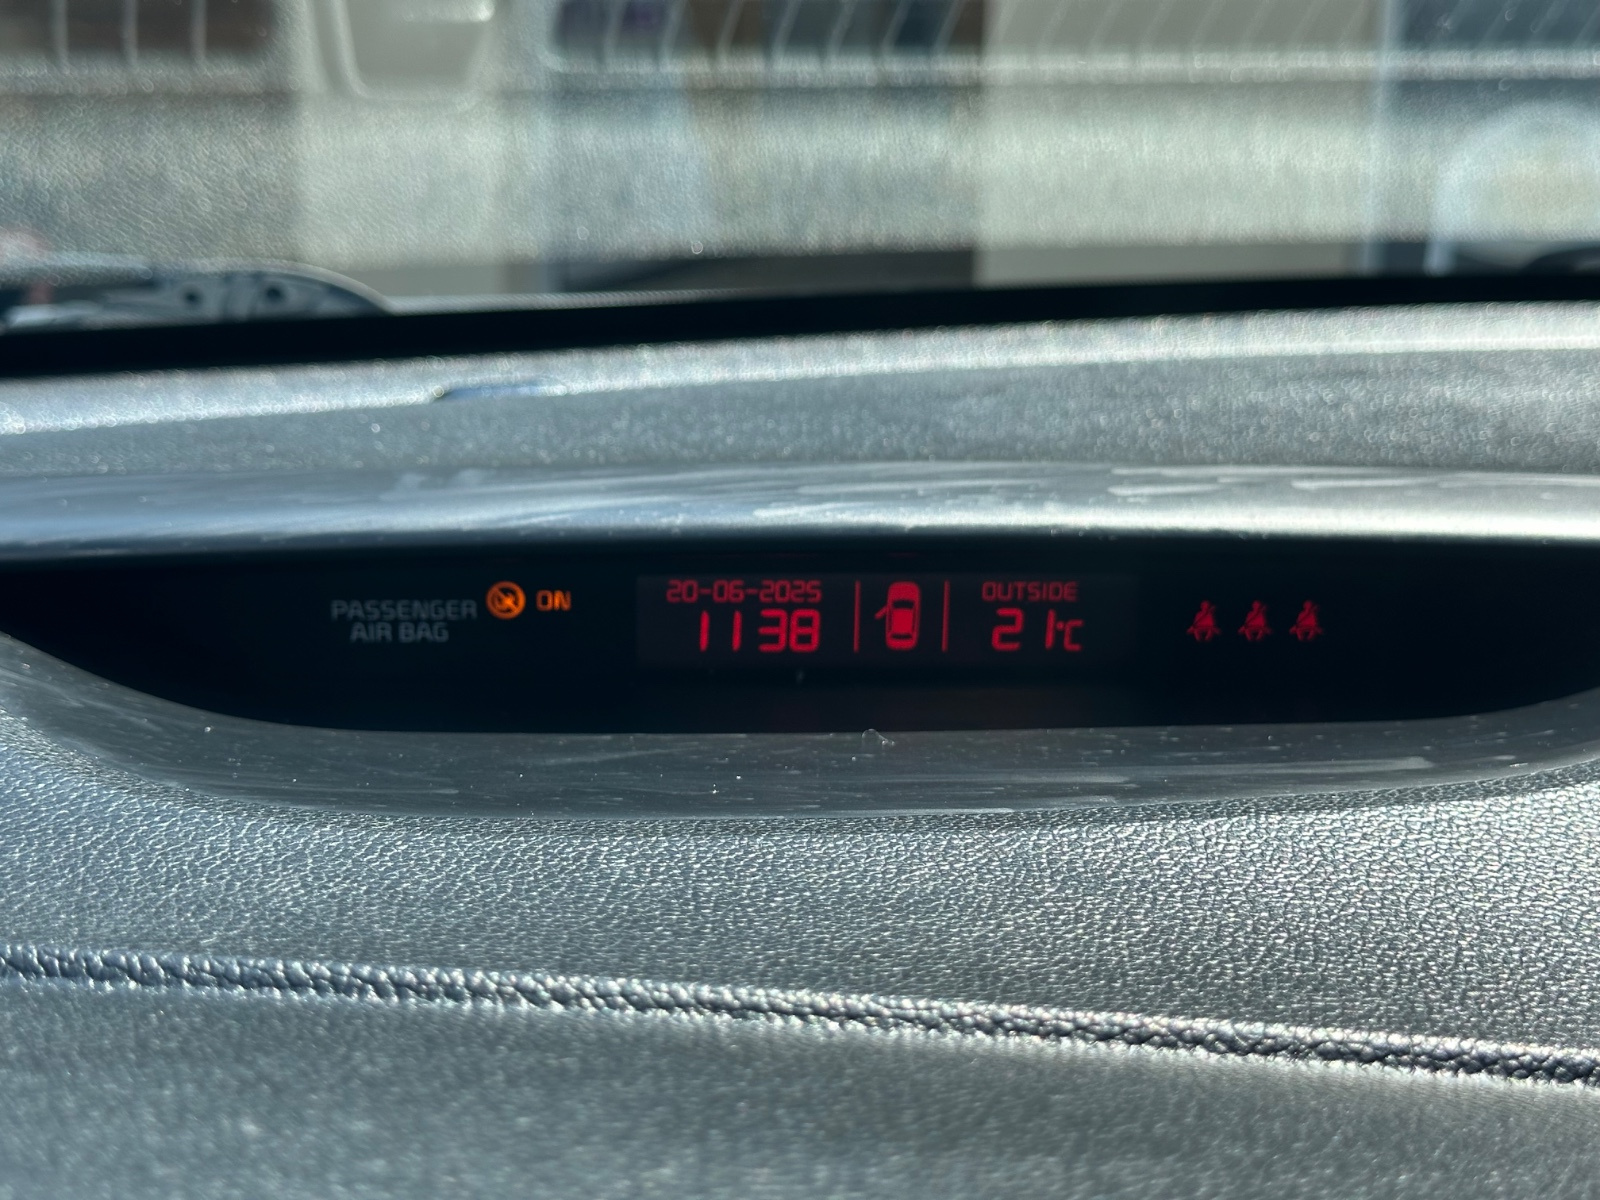 PASSENGER
AIR BAG
ON
20-06-2025
11 38
OUTSIDE
21°C